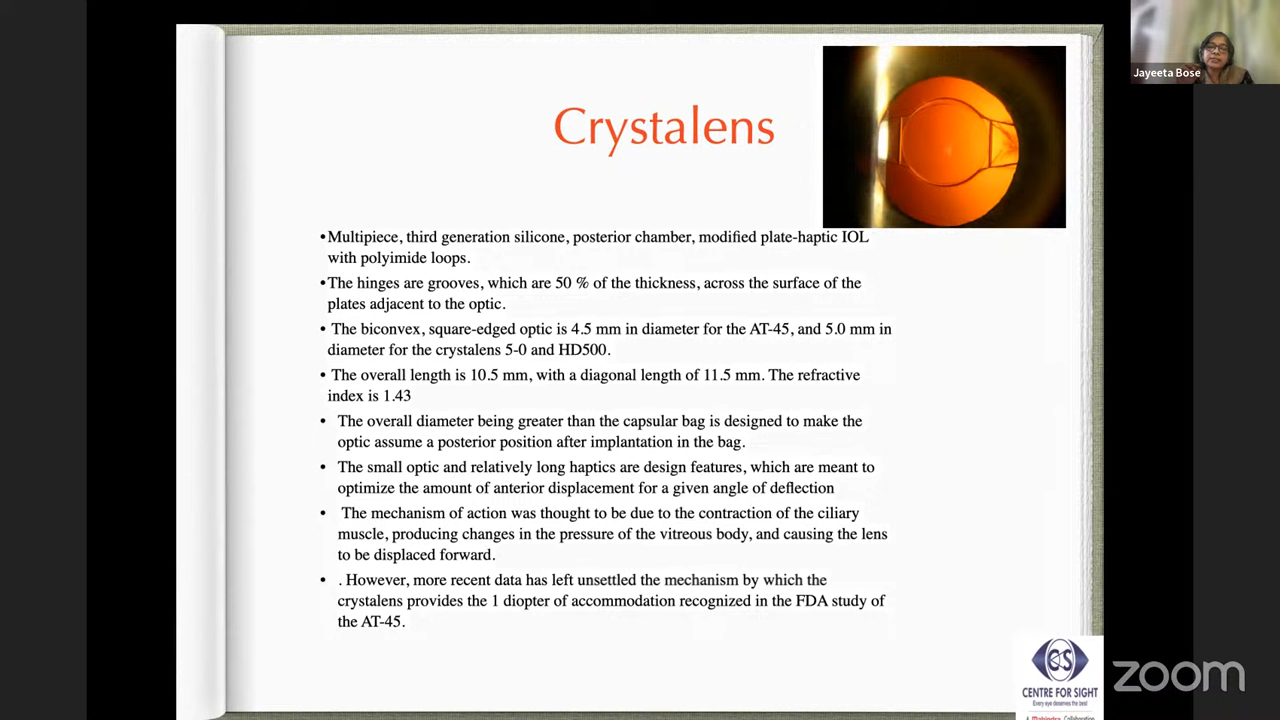 Jayeeta Bose
Crystalens
•Multipiece, third generation silicone, posterior chamber, modified plate-haptic IOL
with polyimide loops.
•The hinges are grooves, which are 50 % of the thickness, across the surface of the
plates adjacent to the optic.
• The biconvex, square-edged optic is 4.5 mm in diameter for the AT-45, and 5.0 mm in
diameter for the crystalens 5-0 and HD500.
• The overall length is 10.5 mm, with a diagonal length of 11.5 mm. The refractive
index is 1.43
• The overall diameter being greater than the capsular bag is designed to make the
optic assume a posterior position after implantation in the bag.
• The small optic and relatively long haptics are design features, which are meant to
optimize the amount of anterior displacement for a given angle of deflection
• The mechanism of action was thought to be due to the contraction of the ciliary
muscle, producing changes in the pressure of the vitreous body, and causing the lens
to be displaced forward.
• . However, more recent data has left unsettled the mechanism by which the
crystalens provides the 1 diopter of accommodation recognized in the FDA study of
the AT-45.
CS
CENTRE FOR SIGHT
Every eye deserves the best
A Mahindra Collaboration
zoom